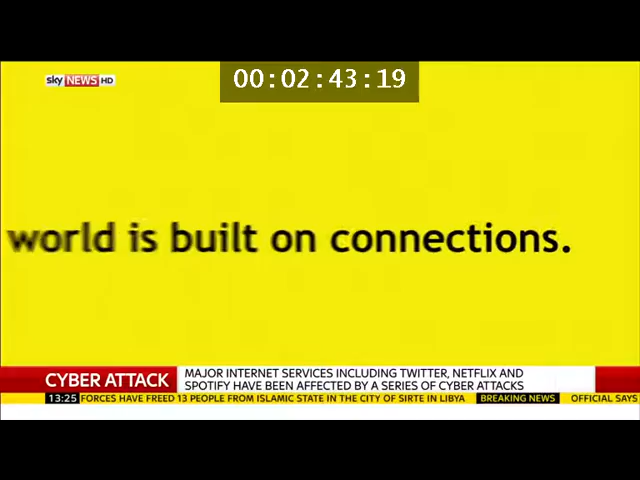 sky NEWS HD
00:02:43:19
world is built on connections.
CYBER ATTACK
MAJOR INTERNET SERVICES INCLUDING TWITTER, NETFLIX AND
SPOTIFY HAVE BEEN AFFECTED BY A SERIES OF CYBER ATTACKS
13:25 FORCES HAVE FREED 13 PEOPLE FROM ISLAMIC STATE IN THE CITY OF SIRTE IN LIBYA BREAKING NEWS OFFICIAL SAYS